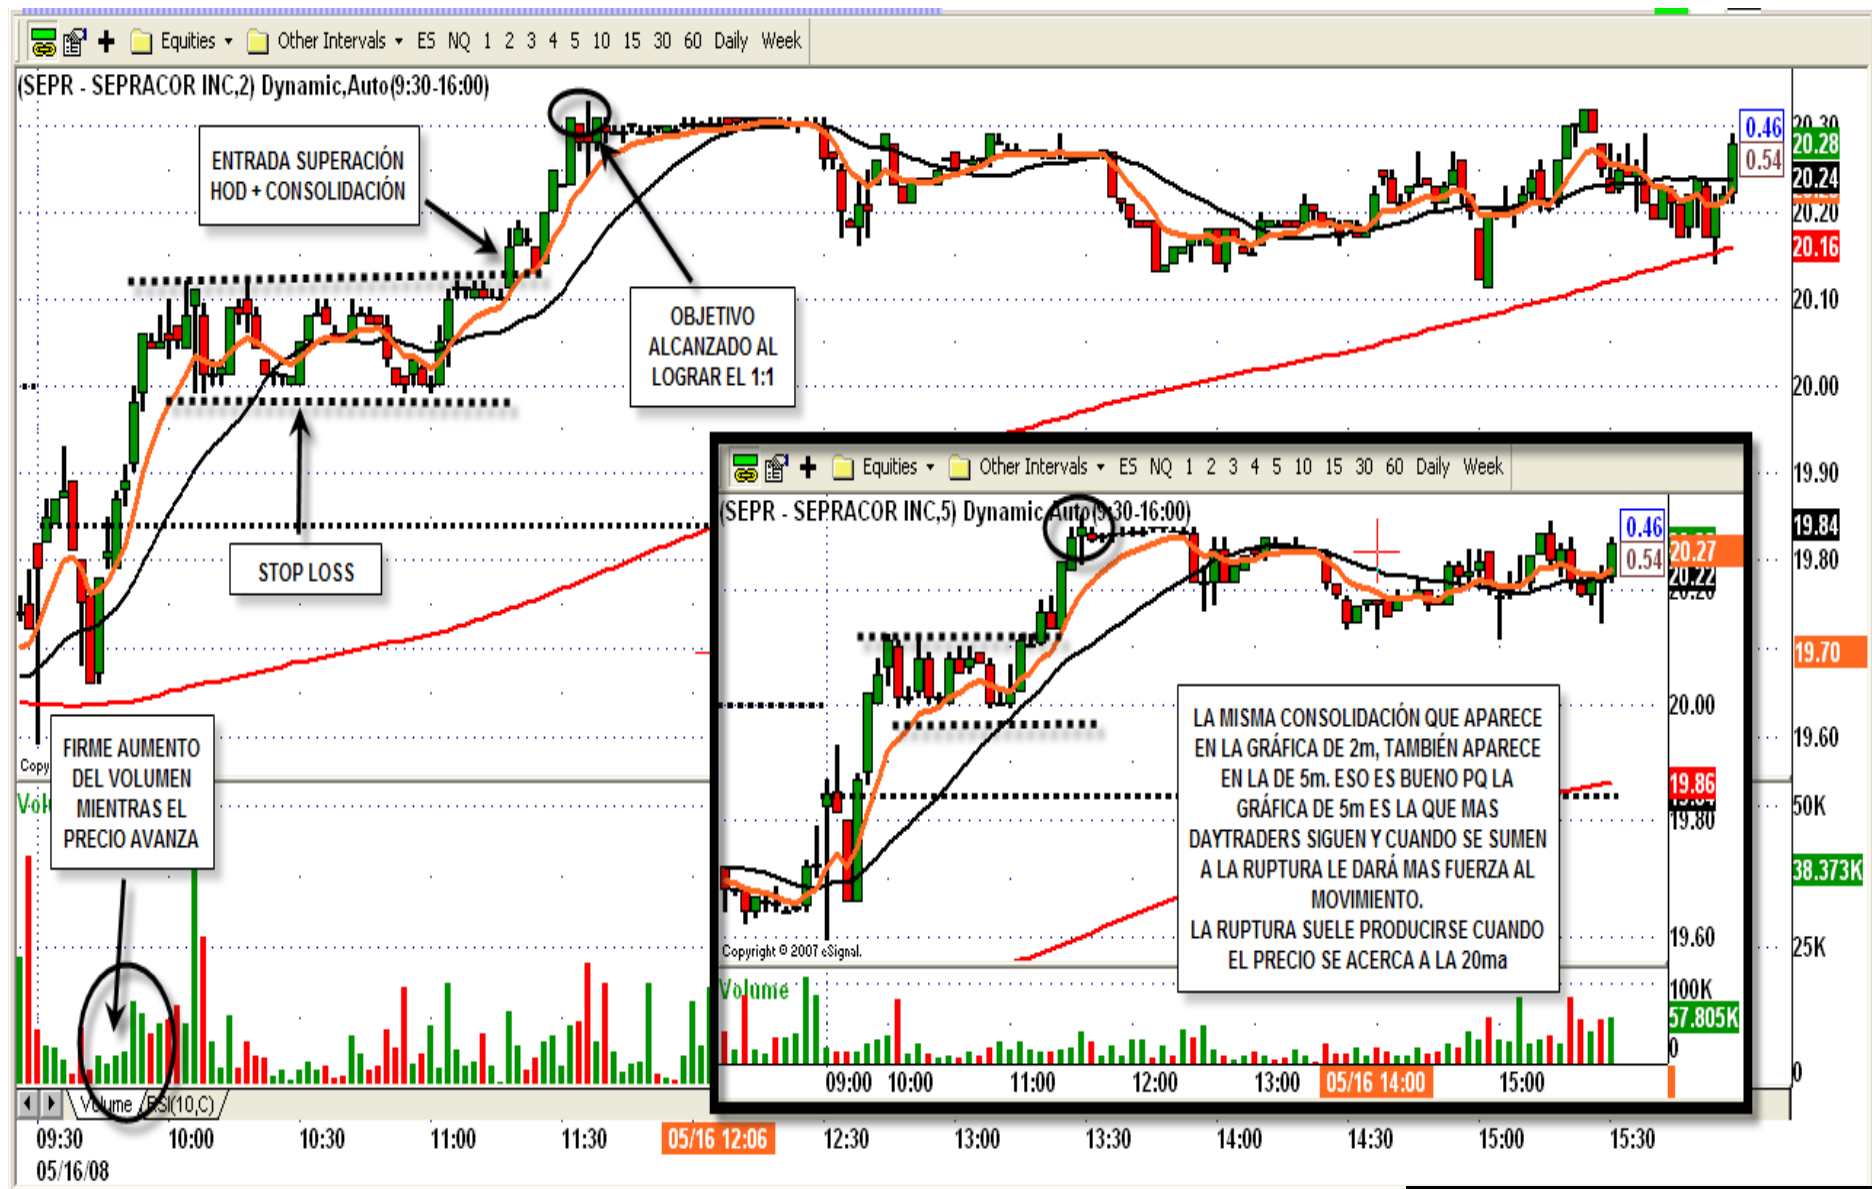 Equities Other Intervals ES NQ 1 2 3 4 5 10 15 30 60 Daily Week
(SEPR - SEPRACOR INC,2) Dynamic,Auto(9:30-16:00)
ENTRADA SUPERACIÓN
HOD + CONSOLIDACIÓN
OBJETIVO
ALCANZADO AL
LOGRAR EL 1:1
STOP LOSS
FIRME AUMENTO
DEL VOLUMEN
MIENTRAS EL
PRECIO AVANZA
0.46
0.54
20.30
20.28
20.24
20.20
20.16
20.10
20.00
19.90
19.84
19.80
19.70
19.60
50K
38.373K
25K
0
Volume RSI(10,C)
09:30 10:00 10:30 11:00 11:30 05/16 12:06 12:30 13:00 13:30 14:00 14:30 15:00 15:30
05/16/08
Equities Other Intervals ES NQ 1 2 3 4 5 10 15 30 60 Daily Week
(SEPR - SEPRACOR INC,5) Dynamic,Auto(9:30-16:00)
0.46
0.54
20.27
20.22
20.20
20.00
19.86
19.80
19.60
LA MISMA CONSOLIDACIÓN QUE APARECE
EN LA GRÁFICA DE 2m, TAMBIÉN APARECE
EN LA DE 5m. ESO ES BUENO PQ LA
GRÁFICA DE 5m ES LA QUE MAS
DAYTRADERS SIGUEN Y CUANDO SE SUMEN
A LA RUPTURA LE DARÁ MAS FUERZA AL
MOVIMIENTO.
LA RUPTURA SUELE PRODUCIRSE CUANDO
EL PRECIO SE ACERCA A LA 20ma
Copyright © 2007 eSignal.
Volume
100K
57.805K
0
09:00 10:00 11:00 12:00 13:00 05/16 14:00 15:00